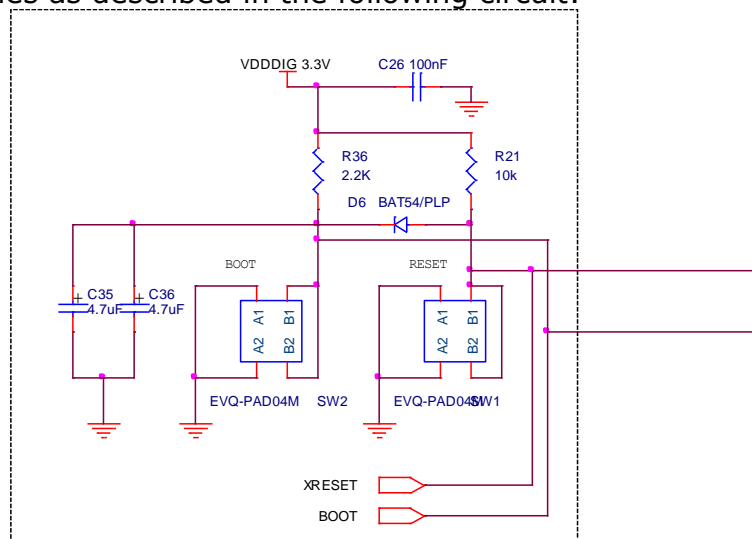 ies as described in the following circuit:
VDDDIG 3.3V
C26 100nF
R36
2.2K
R21
10k
D6 BAT54/PLP
BOOT
RESET
C35
4.7uF
C36
4.7uF
A1 B1
A2 B2
A1 B1
A2 B2
EVQ-PAD04M SW2
EVQ-PAD04M SW1
XRESET
BOOT